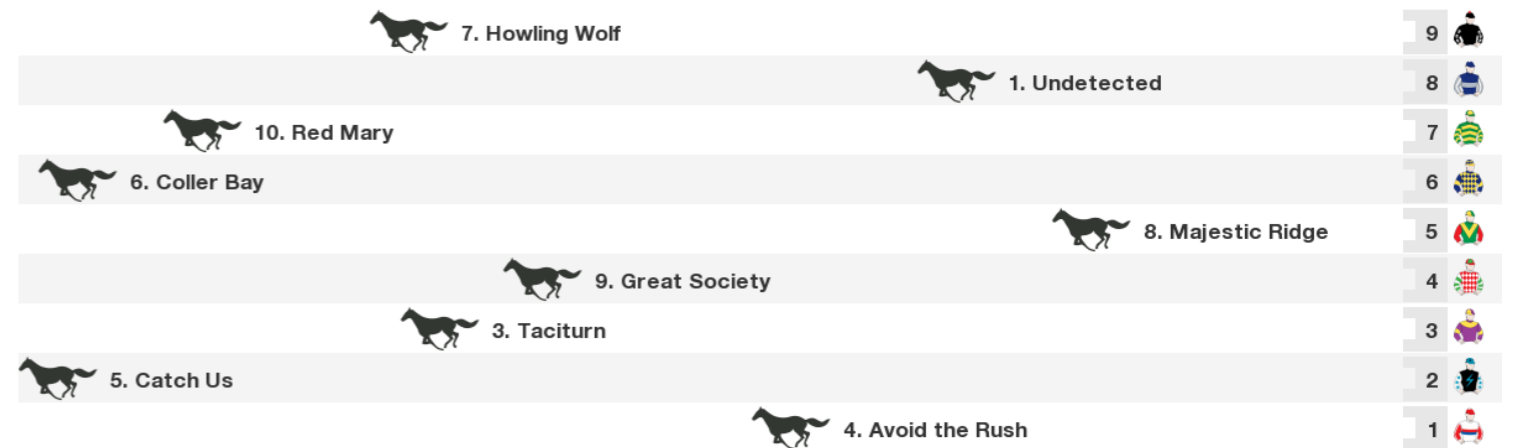 7. Howling Wolf 9
1. Undetected 8
10. Red Mary 7
6. Coller Bay 6
8. Majestic Ridge 5
9. Great Society 4
3. Taciturn 3
5. Catch Us 2
4. Avoid the Rush 1